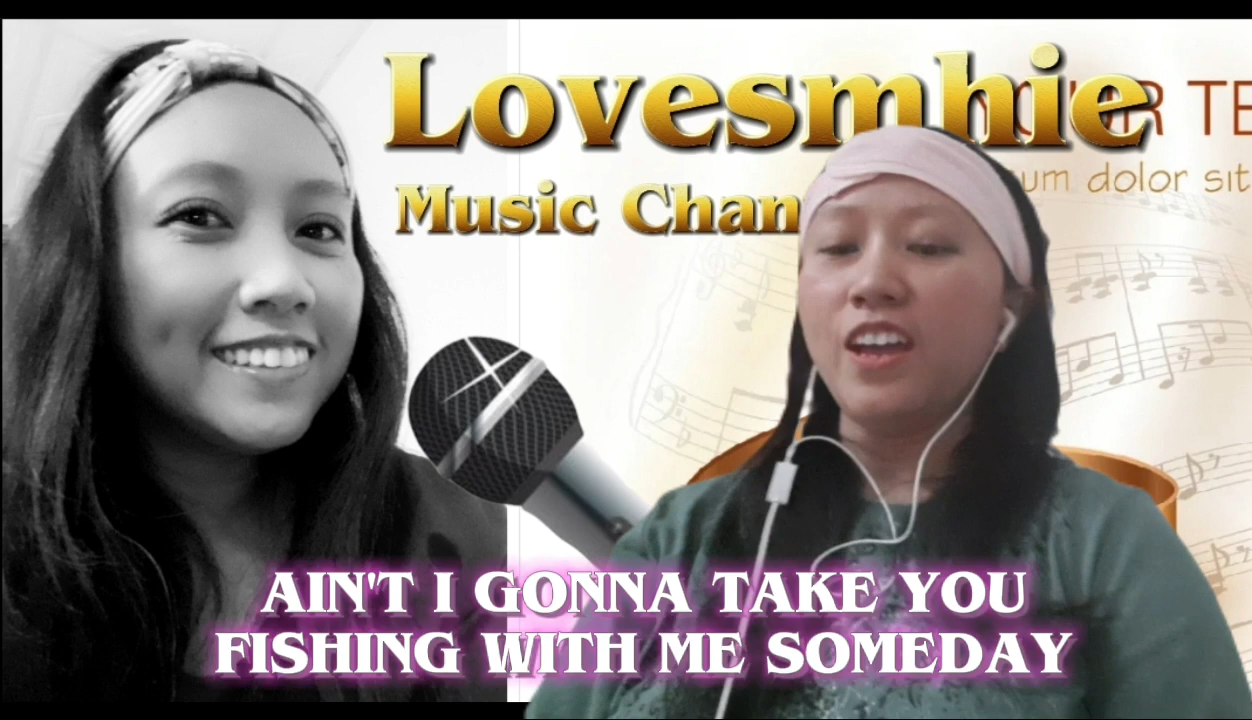 Lovesmhie
R TE
Music Chan
um dolor sit
AIN'T I GONNA TAKE YOU
FISHING WITH ME SOMEDAY